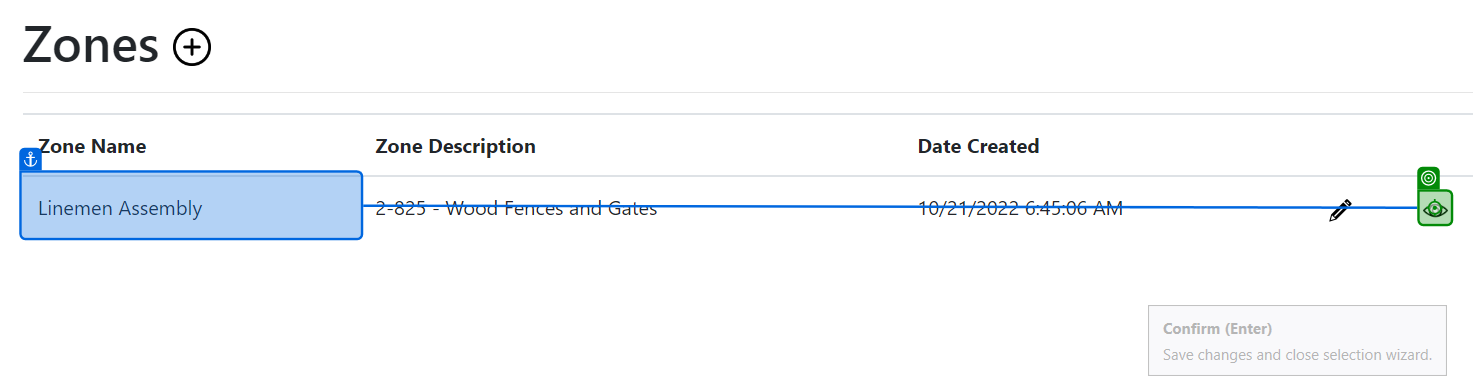 Zones
Zone Name Zone Description Date Created
Linemen Assembly 2-825 - Wood Fences and Gates 10/21/2022 6:45:06 AM
Confirm (Enter)
Save changes and close selection wizard.